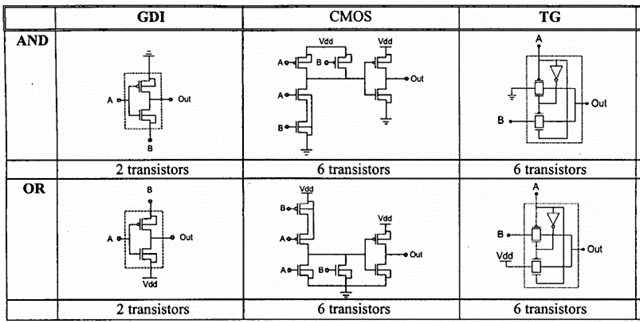 GDI CMOS TG
AND
Vdd Vdd
A B
A Out
B
A Out
B
A
B Out
2 transistors 6 transistors 6 transistors
OR
B
A Out
Vdd
Vdd
B
A Vdd
A B Out
A
B
Vdd Out
2 transistors 6 transistors 6 transistors